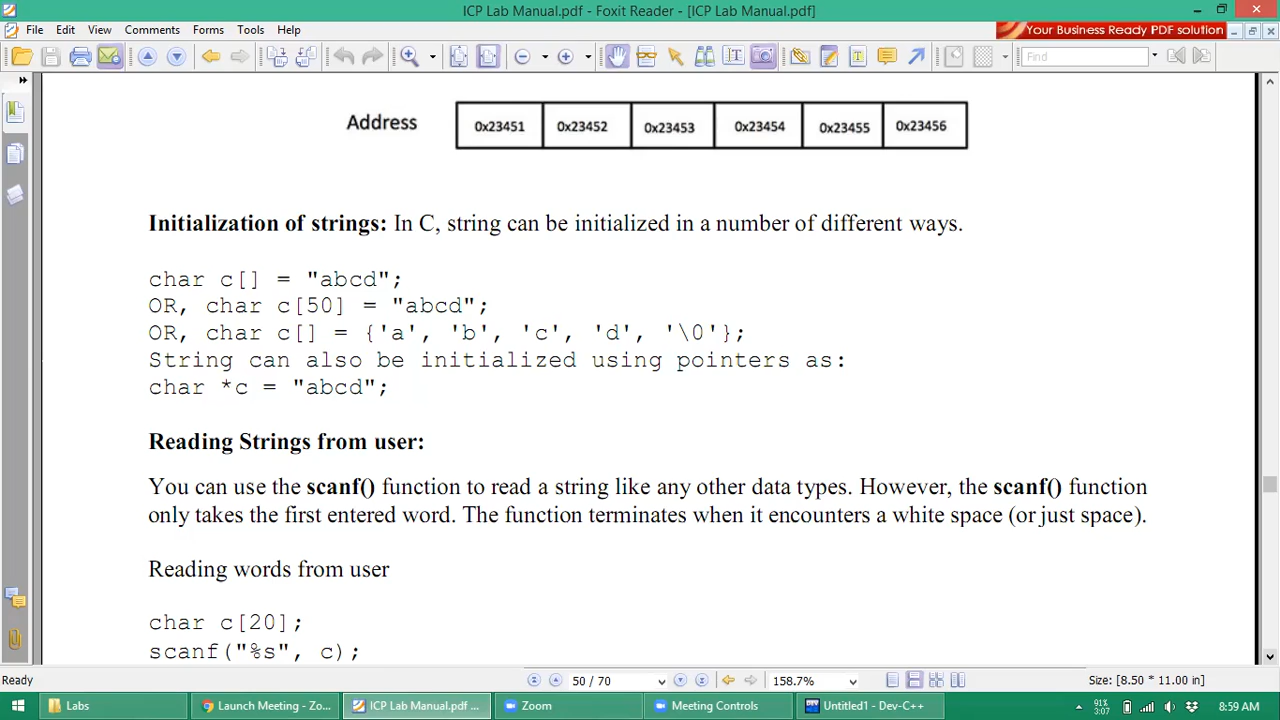 ICP Lab Manual.pdf - Foxit Reader - [ICP Lab Manual.pdf]
File Edit View Comments Forms Tools Help
Your Business Ready PDF solution
Find
Address 0x23451 0x23452 0x23453 0x23454 0x23455 0x23456
Initialization of strings: In C, string can be initialized in a number of different ways.
char c[] = "abcd";
OR, char c[50] = "abcd";
OR, char c[] = {'a', 'b', 'c', 'd', '\0'};
String can also be initialized using pointers as:
char *c = "abcd";
Reading Strings from user:
You can use the scanf() function to read a string like any other data types. However, the scanf() function
only takes the first entered word. The function terminates when it encounters a white space (or just space).
Reading words from user
char c[20];
scanf("%s", c);
Ready 50 / 70 158.7% Size: [8.50 * 11.00 in]
Labs Launch Meeting - Zo... ICP Lab Manual.pdf ... Zoom Meeting Controls Untitled1 - Dev-C++ 91% 3:07 8:59 AM